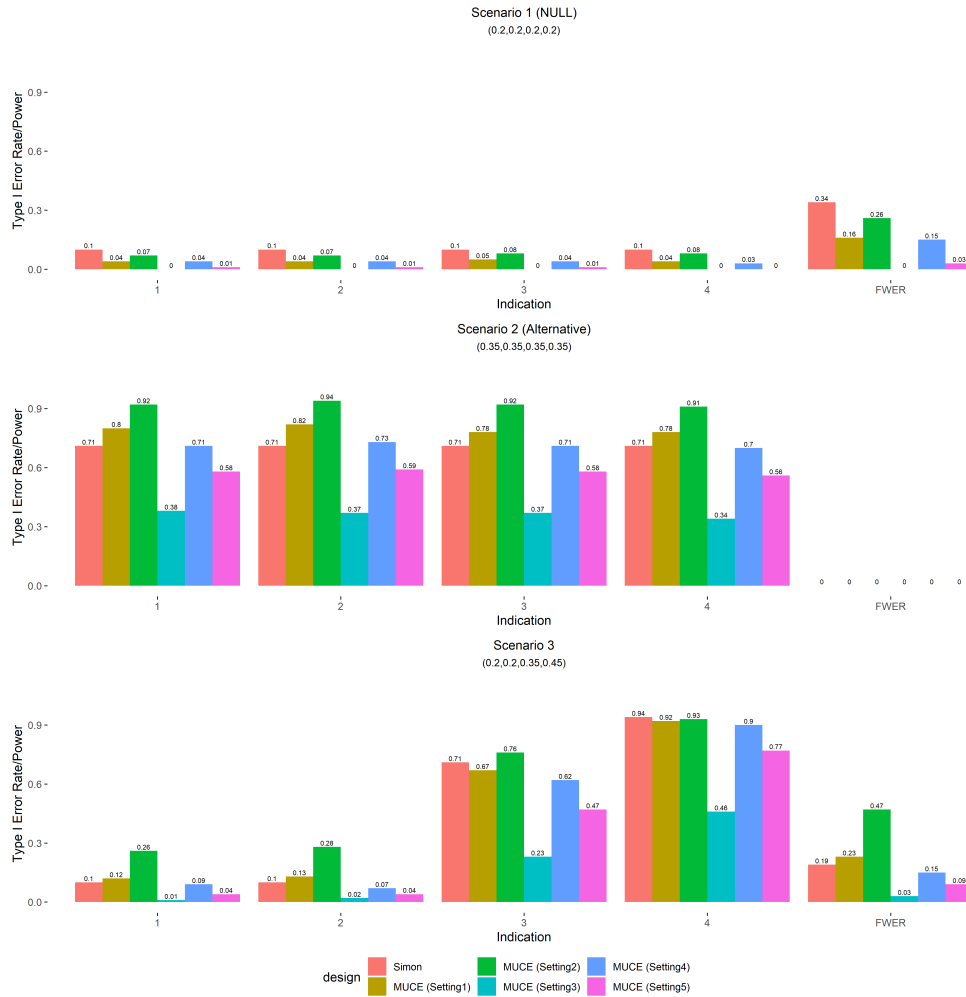 Scenario 1 (NULL)
(0.2,0.2,0.2,0.2)
Type I Error Rate/Power
0.9
0.6
0.3
0.0
0.1 0.04 0.07 0 0.04 0.01
0.1 0.04 0.07 0 0.04 0.01
0.1 0.05 0.08 0 0.04 0.01
0.1 0.04 0.08 0 0.03 0
0.34 0.16 0.26 0 0.15 0.03
1 2 3 4 FWER
Indication
Scenario 2 (Alternative)
(0.35,0.35,0.35,0.35)
Type I Error Rate/Power
0.9
0.6
0.3
0.0
0.71 0.8 0.92 0.38 0.71 0.58
0.71 0.82 0.94 0.37 0.73 0.59
0.71 0.78 0.92 0.37 0.71 0.58
0.71 0.78 0.91 0.34 0.7 0.56
0 0 0 0 0 0
1 2 3 4 FWER
Indication
Scenario 3
(0.2,0.2,0.35,0.45)
Type I Error Rate/Power
0.9
0.6
0.3
0.0
0.1 0.12 0.26 0.01 0.09 0.04
0.1 0.13 0.28 0.02 0.07 0.04
0.71 0.67 0.76 0.23 0.62 0.47
0.94 0.92 0.93 0.46 0.9 0.77
0.19 0.23 0.47 0.03 0.15 0.09
1 2 3 4 FWER
Indication
design
Simon
MUCE (Setting1)
MUCE (Setting2)
MUCE (Setting3)
MUCE (Setting4)
MUCE (Setting5)